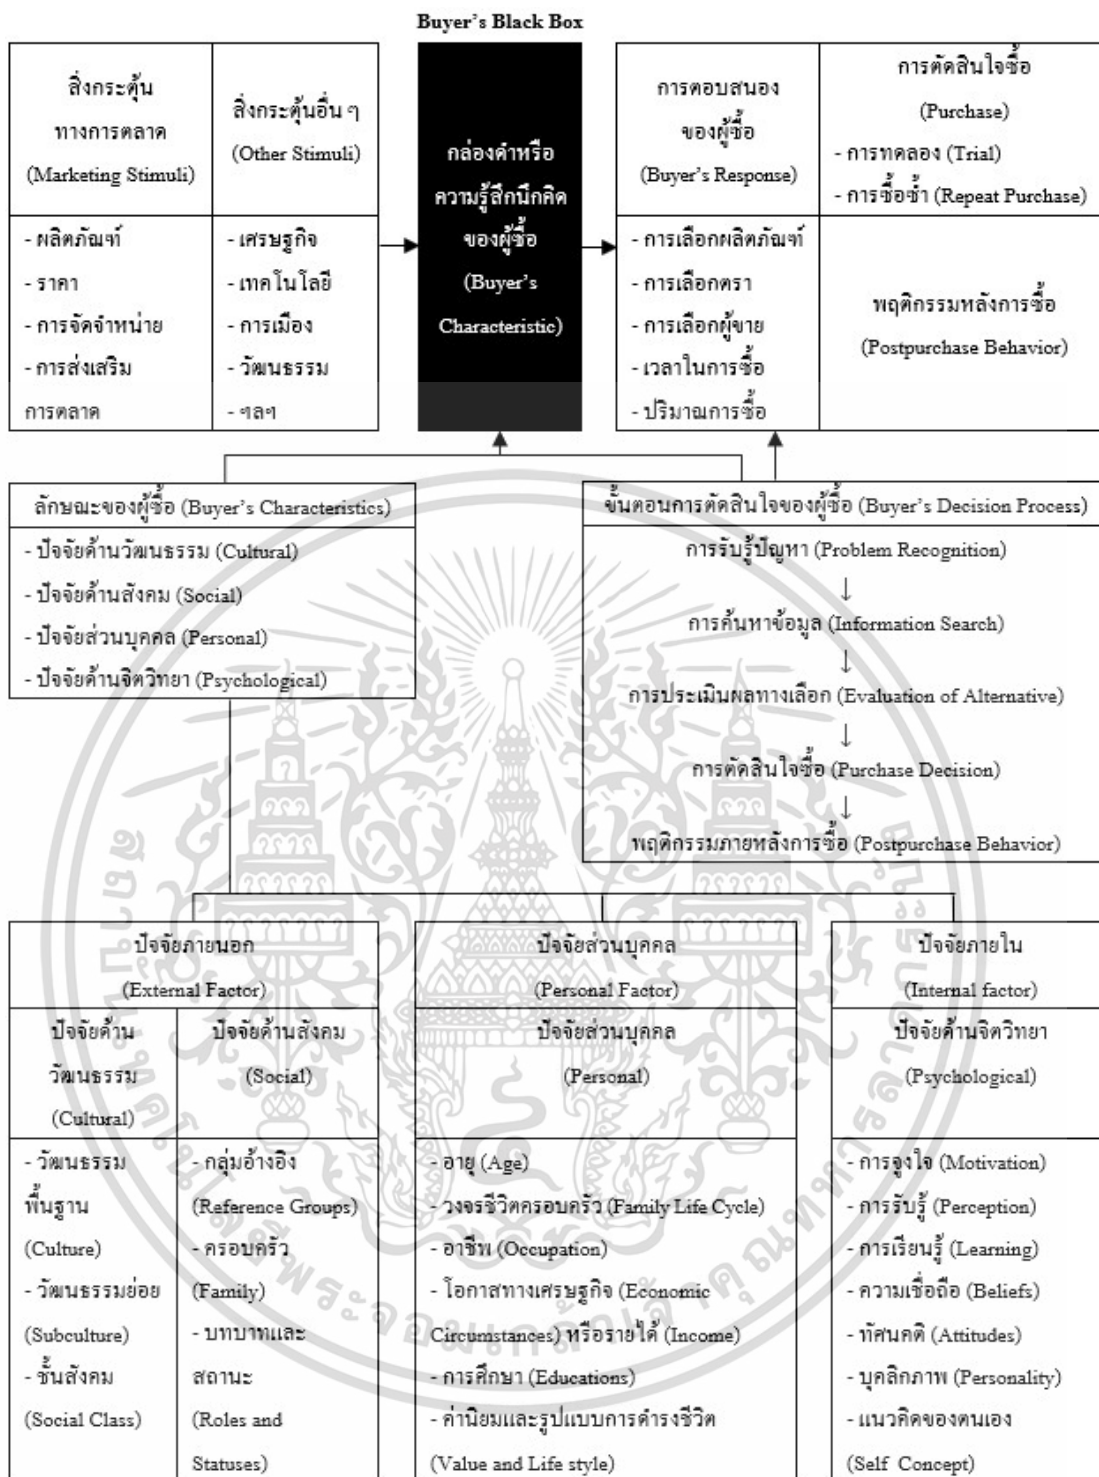 Buyer's Black Box
สิ่งกระตุ้น
ทางการตลาด
(Marketing Stimuli)
สิ่งกระตุ้นอื่น ๆ
(Other Stimuli)
- ผลิตภัณฑ์
- ราคา
- การจัดจำหน่าย
- การส่งเสริม
การตลาด
- เศรษฐกิจ
- เทคโนโลยี
- การเมือง
- วัฒนธรรม
- ฯลฯ
กล่องดำหรือ
ความรู้สึกนึกคิด
ของผู้ซื้อ
(Buyer's
Characteristic)
การตอบสนอง
ของผู้ซื้อ
(Buyer's Response)
- การเลือกผลิตภัณฑ์
- การเลือกตรา
- การเลือกผู้ขาย
- เวลาในการซื้อ
- ปริมาณการซื้อ
การตัดสินใจซื้อ
(Purchase)
- การทดลอง (Trial)
- การซื้อซ้ำ (Repeat Purchase)
พฤติกรรมหลังการซื้อ
(Postpurchase Behavior)
ลักษณะของผู้ซื้อ (Buyer's Characteristics)
- ปัจจัยด้านวัฒนธรรม (Cultural)
- ปัจจัยด้านสังคม (Social)
- ปัจจัยส่วนบุคคล (Personal)
- ปัจจัยด้านจิตวิทยา (Psychological)
ขั้นตอนการตัดสินใจของผู้ซื้อ (Buyer's Decision Process)
การรับรู้ปัญหา (Problem Recognition)
↓
การค้นหาข้อมูล (Information Search)
↓
การประเมินผลทางเลือก (Evaluation of Alternative)
↓
การตัดสินใจซื้อ (Purchase Decision)
↓
พฤติกรรมภายหลังการซื้อ (Postpurchase Behavior)
ปัจจัยภายนอก
(External Factor)
ปัจจัยด้าน
วัฒนธรรม
(Cultural)
ปัจจัยด้านสังคม
(Social)
- วัฒนธรรม
พื้นฐาน
(Culture)
- วัฒนธรรมย่อย
(Subculture)
- ชั้นสังคม
(Social Class)
- กลุ่มอ้างอิง
(Reference Groups)
- ครอบครัว
(Family)
- บทบาทและ
สถานะ
(Roles and
Statuses)
ปัจจัยส่วนบุคคล
(Personal Factor)
ปัจจัยส่วนบุคคล
(Personal)
- อายุ (Age)
- วงจรชีวิตครอบครัว (Family Life Cycle)
- อาชีพ (Occupation)
- โอกาสทางเศรษฐกิจ (Economic
Circumstances) หรือรายได้ (Income)
- การศึกษา (Educations)
- ค่านิยมและรูปแบบการดำรงชีวิต
(Value and Life style)
ปัจจัยภายใน
(Internal factor)
ปัจจัยด้านจิตวิทยา
(Psychological)
- การจูงใจ (Motivation)
- การรับรู้ (Perception)
- การเรียนรู้ (Learning)
- ความเชื่อถือ (Beliefs)
- ทัศนคติ (Attitudes)
- บุคลิกภาพ (Personality)
- แนวคิดของตนเอง
(Self Concept)